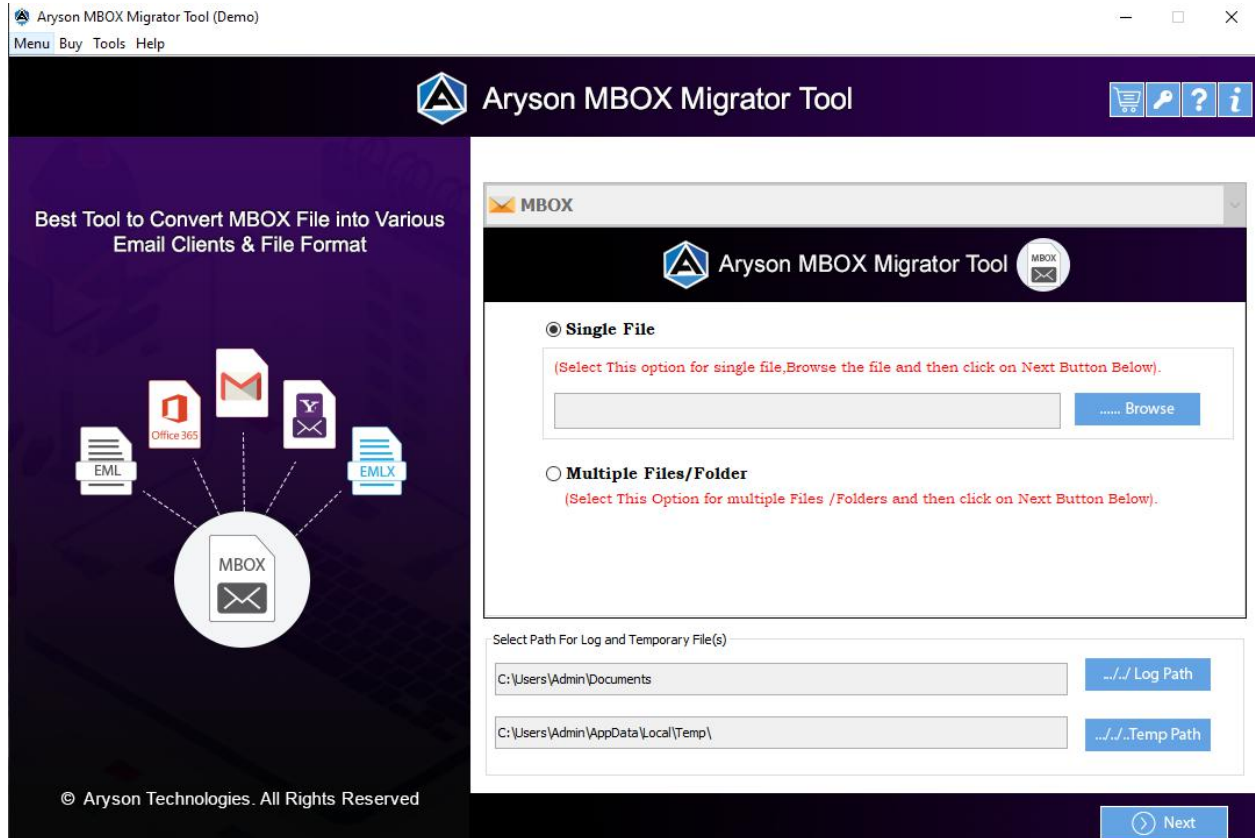 Aryson MBOX Migrator Tool (Demo)
Menu Buy Tools Help
Aryson MBOX Migrator Tool
Best Tool to Convert MBOX File into Various
Email Clients & File Format
Office 365
EML
EMLX
MBOX
© Aryson Technologies. All Rights Reserved
MBOX
Aryson MBOX Migrator Tool
MBOX
Single File
(Select This option for single file,Browse the file and then click on Next Button Below).
...... Browse
Multiple Files/Folder
(Select This Option for multiple Files /Folders and then click on Next Button Below).
Select Path For Log and Temporary File(s)
C:\Users\Admin\Documents
.../../ Log Path
C:\Users\Admin\AppData\Local\Temp\
.../../..Temp Path
Next